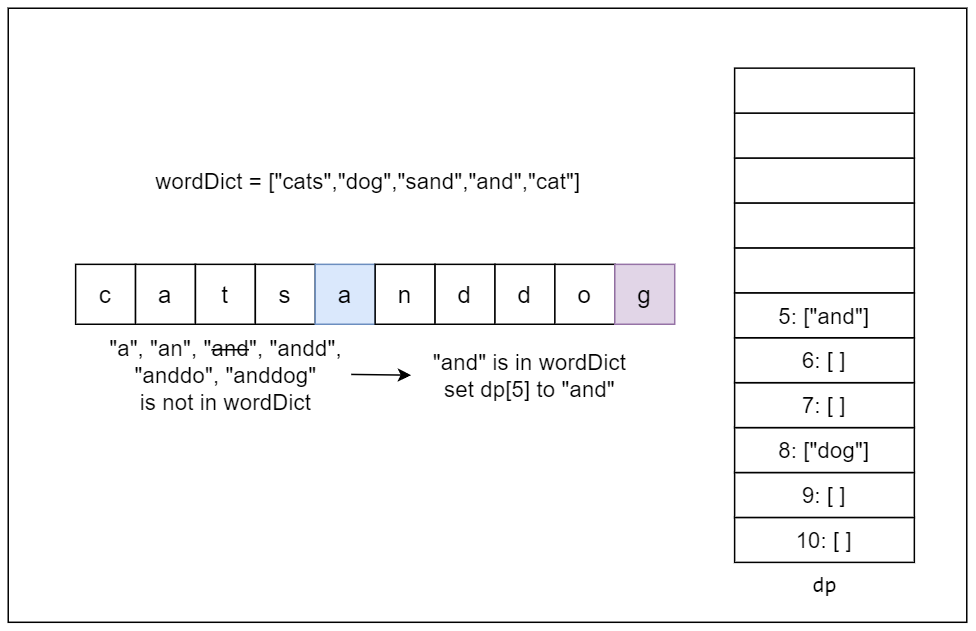 wordDict = ["cats","dog","sand","and","cat"]
c a t s a n d d o g
"a", "an", "and", "andd",
"anddo", "anddog"
is not in wordDict
"and" is in wordDict
set dp[5] to "and"
5: ["and"]
6: [ ]
7: [ ]
8: ["dog"]
9: [ ]
10: [ ]
dp